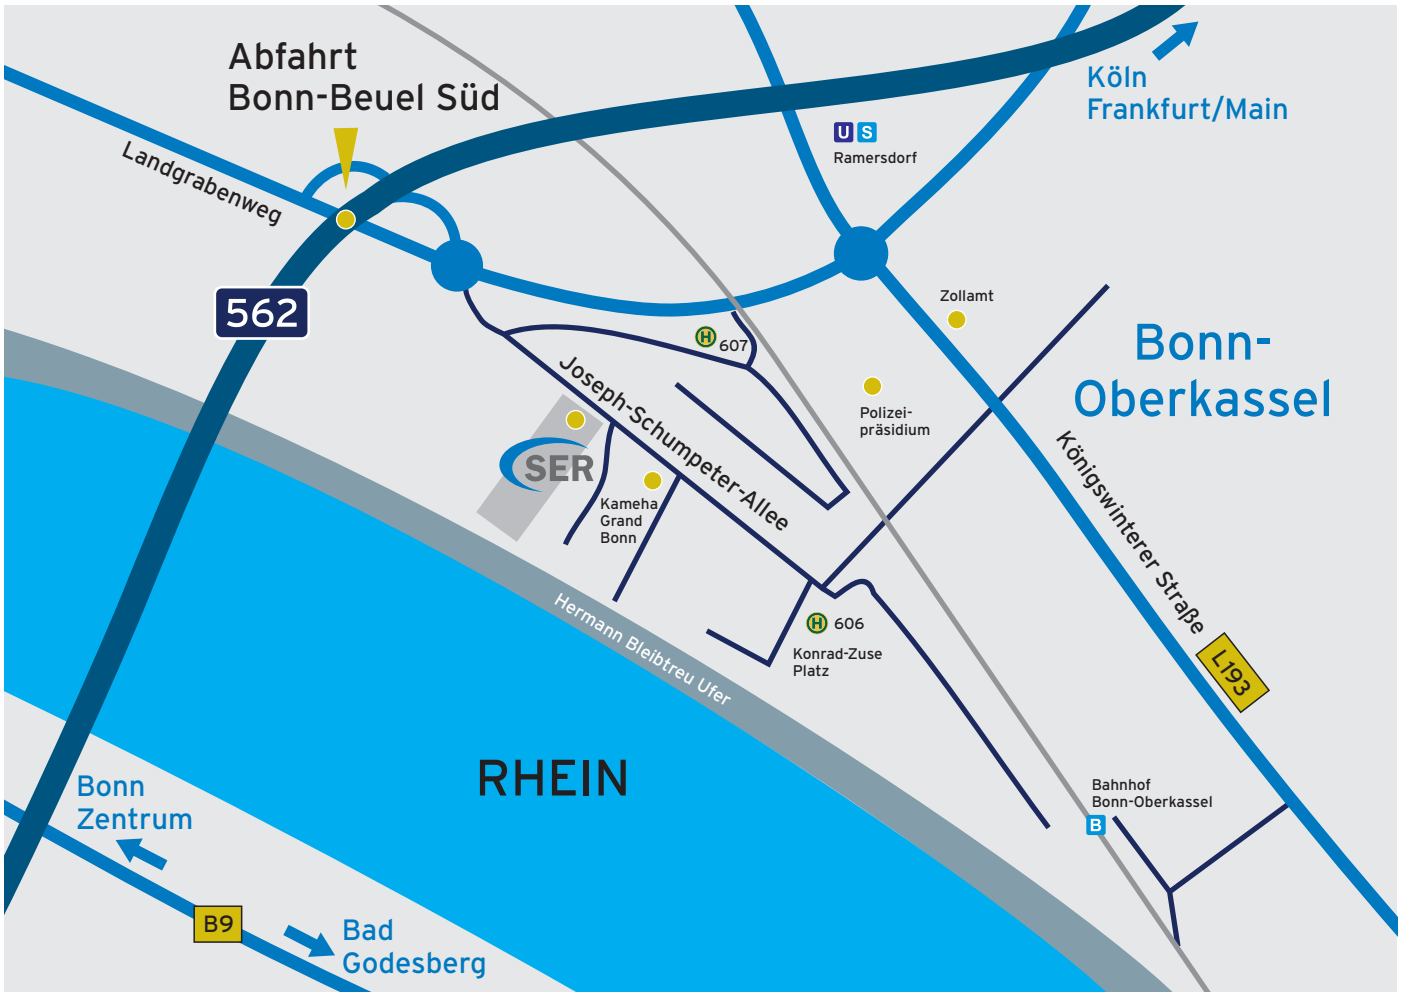 Abfahrt
Bonn-Beuel Süd
Köln
Frankfurt/Main
U S
Ramersdorf
Landgrabenweg
562
Zollamt
H 607
Bonn-
Oberkassel
Joseph-Schumpeter-Allee
Polizei-
präsidium
SER
Kameha
Grand
Bonn
Königswinterer Straße
L193
Hermann Bleibtreu Ufer
H 606
Konrad-Zuse
Platz
RHEIN
Bahnhof
Bonn-Oberkassel
B
Bonn
Zentrum
B9
Bad
Godesberg